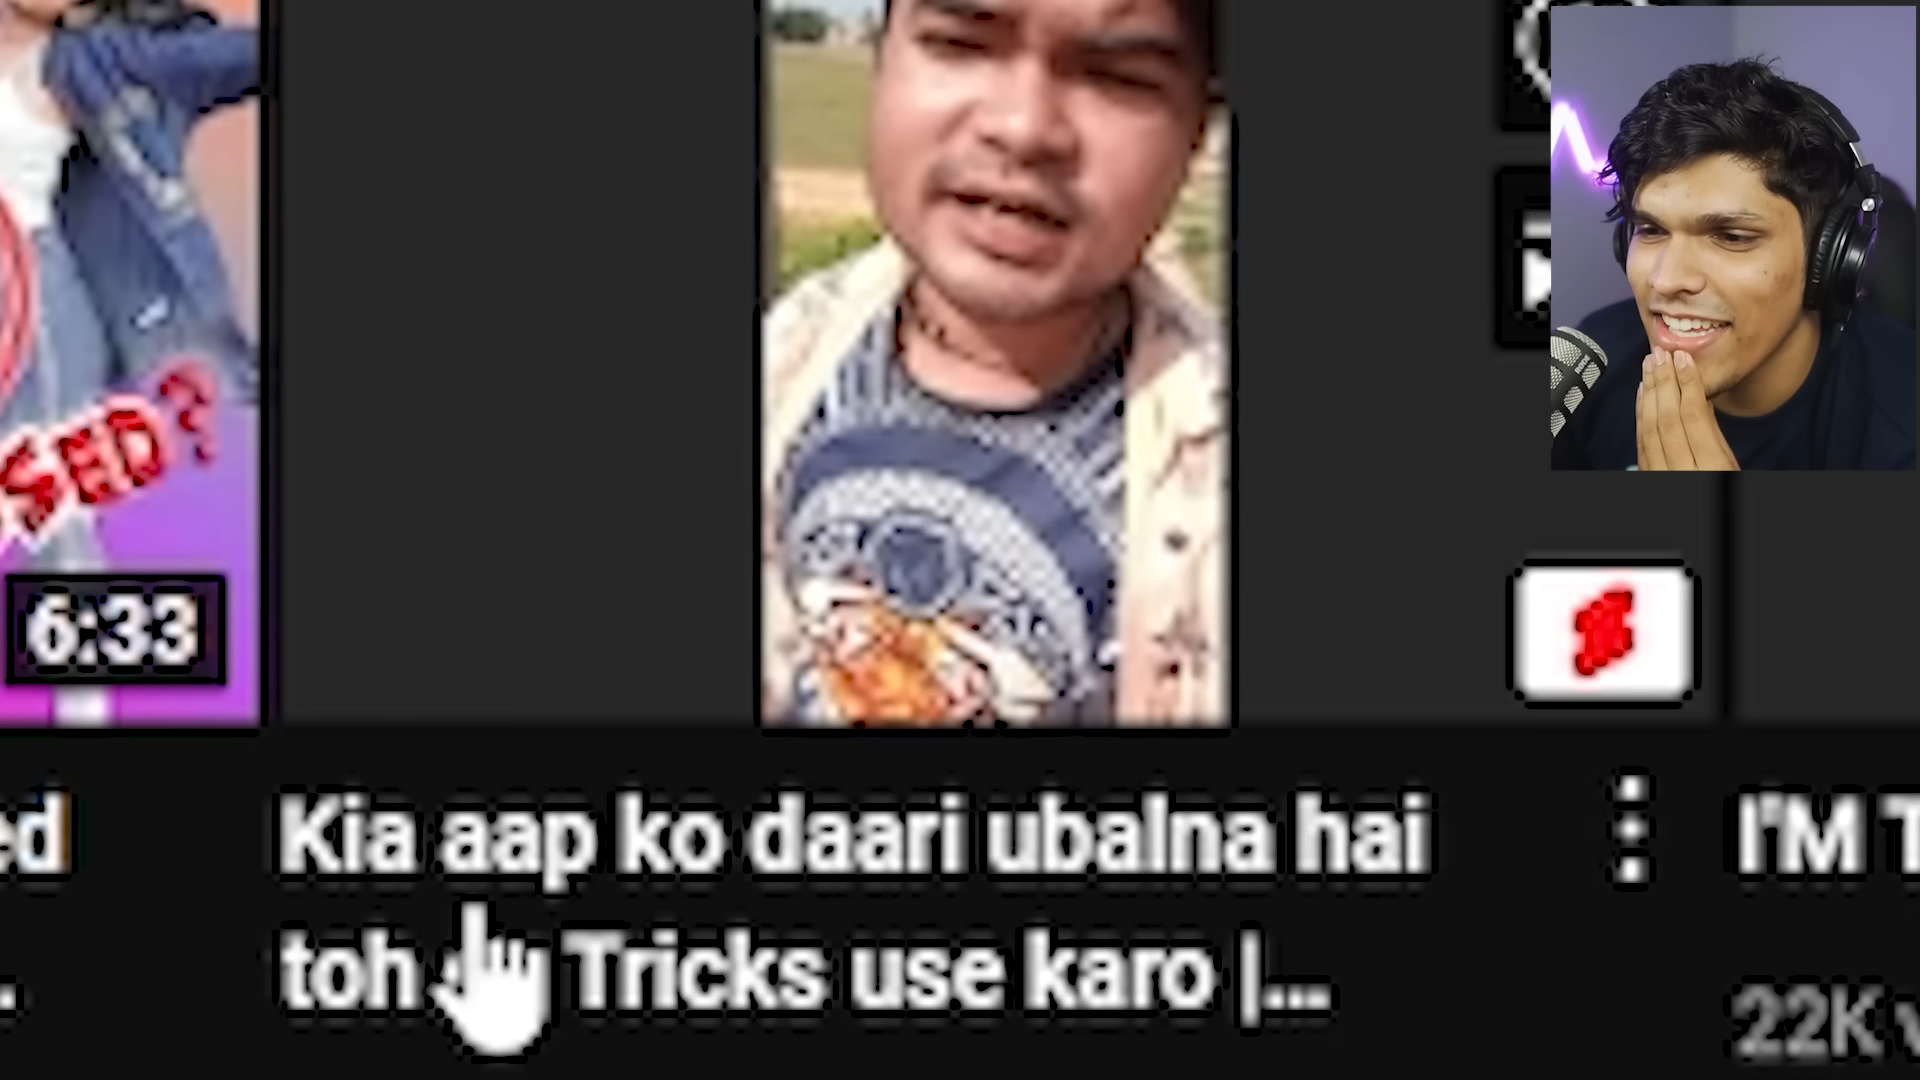 SED?
6:33
ed
Kia aap ko daari ubalna hai
toh Tricks use karo |...
I'M T
22K v